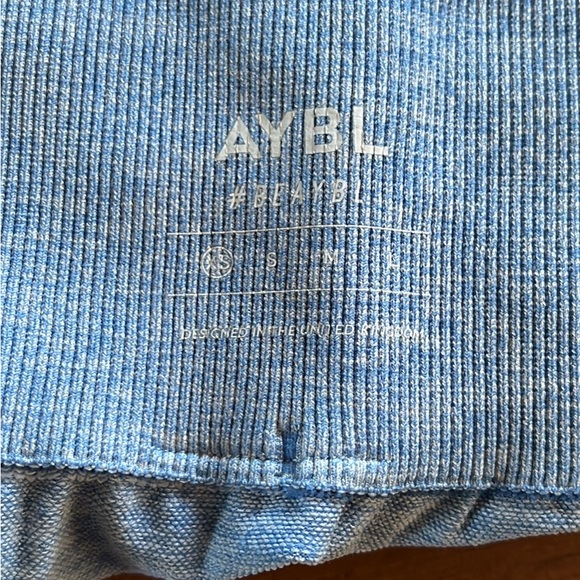 AYBL
#BEAYBL
XS S M L
DESIGNED IN THE UNITED KINGDOM